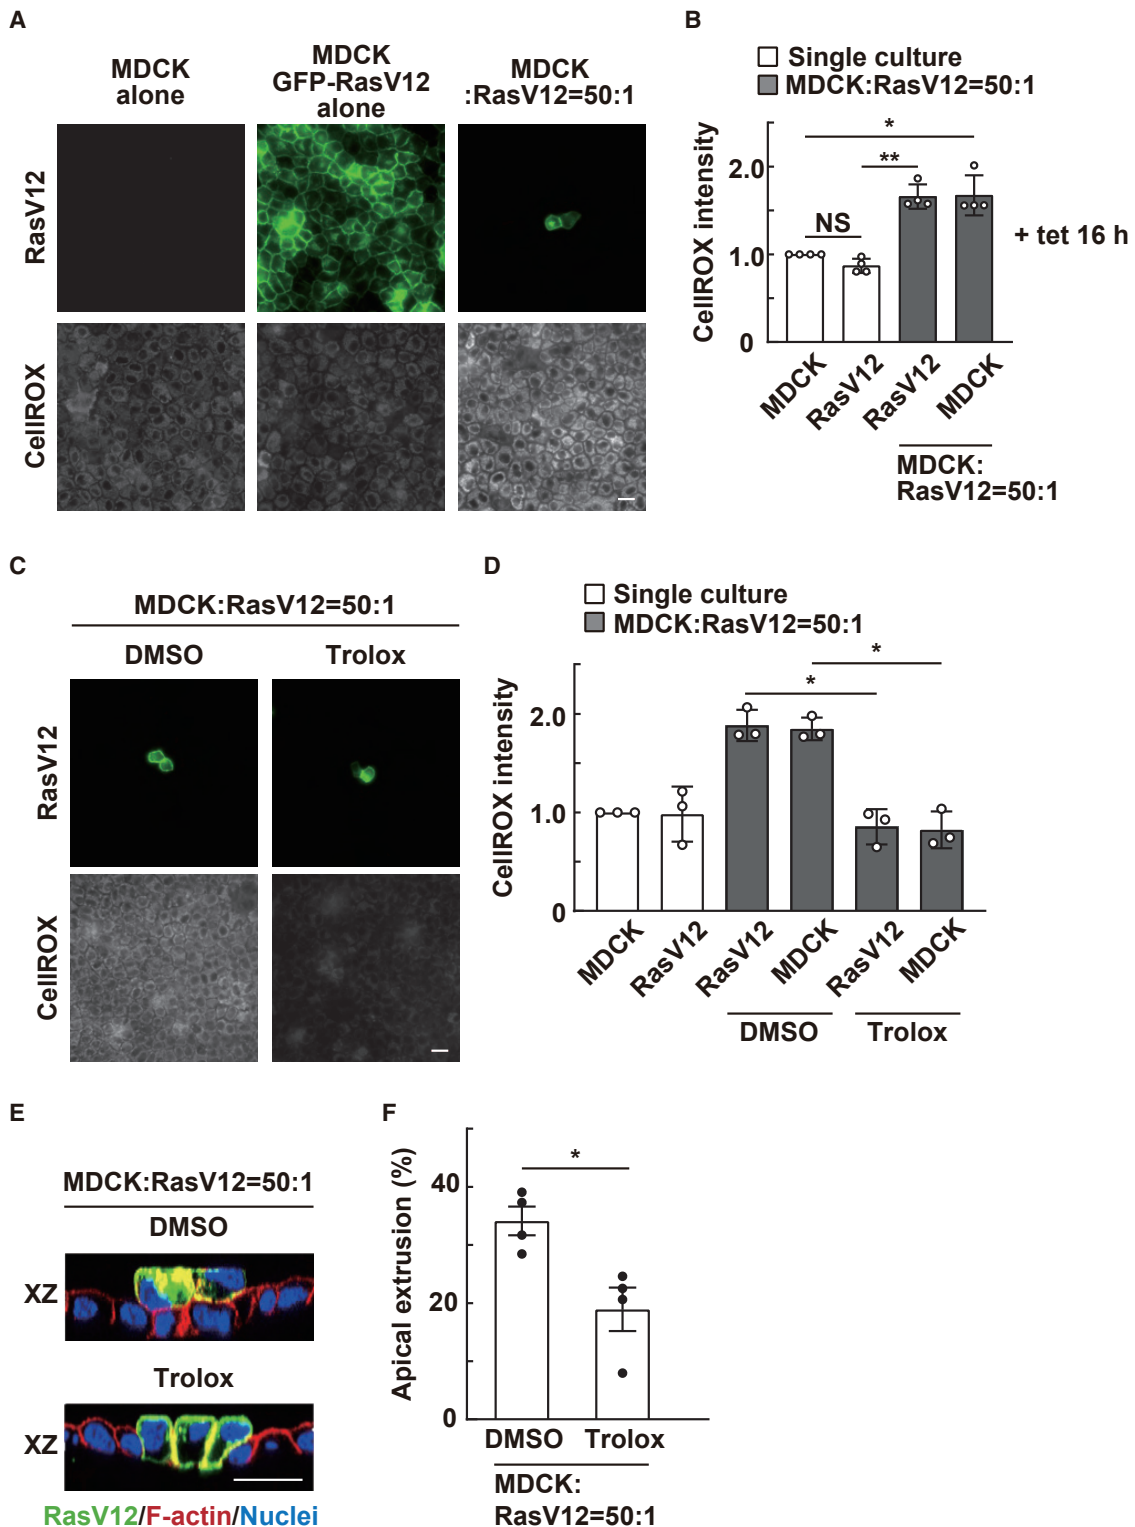 A
MDCK
alone
MDCK
GFP-RasV12
alone
MDCK
:RasV12=50:1
RasV12
CellROX
B
Single culture
MDCK:RasV12=50:1
CellROX intensity
2.0
1.0
0
*
**
NS
+ tet 16 h
MDCK
RasV12
RasV12
MDCK
MDCK:
RasV12=50:1
C
MDCK:RasV12=50:1
DMSO
Trolox
RasV12
CellROX
D
Single culture
MDCK:RasV12=50:1
CellROX intensity
2.0
1.0
0
*
*
MDCK
RasV12
RasV12
MDCK
RasV12
MDCK
DMSO
Trolox
E
MDCK:RasV12=50:1
DMSO
XZ
Trolox
XZ
RasV12/F-actin/Nuclei
F
Apical extrusion (%)
40
20
0
*
DMSO
Trolox
MDCK:
RasV12=50:1